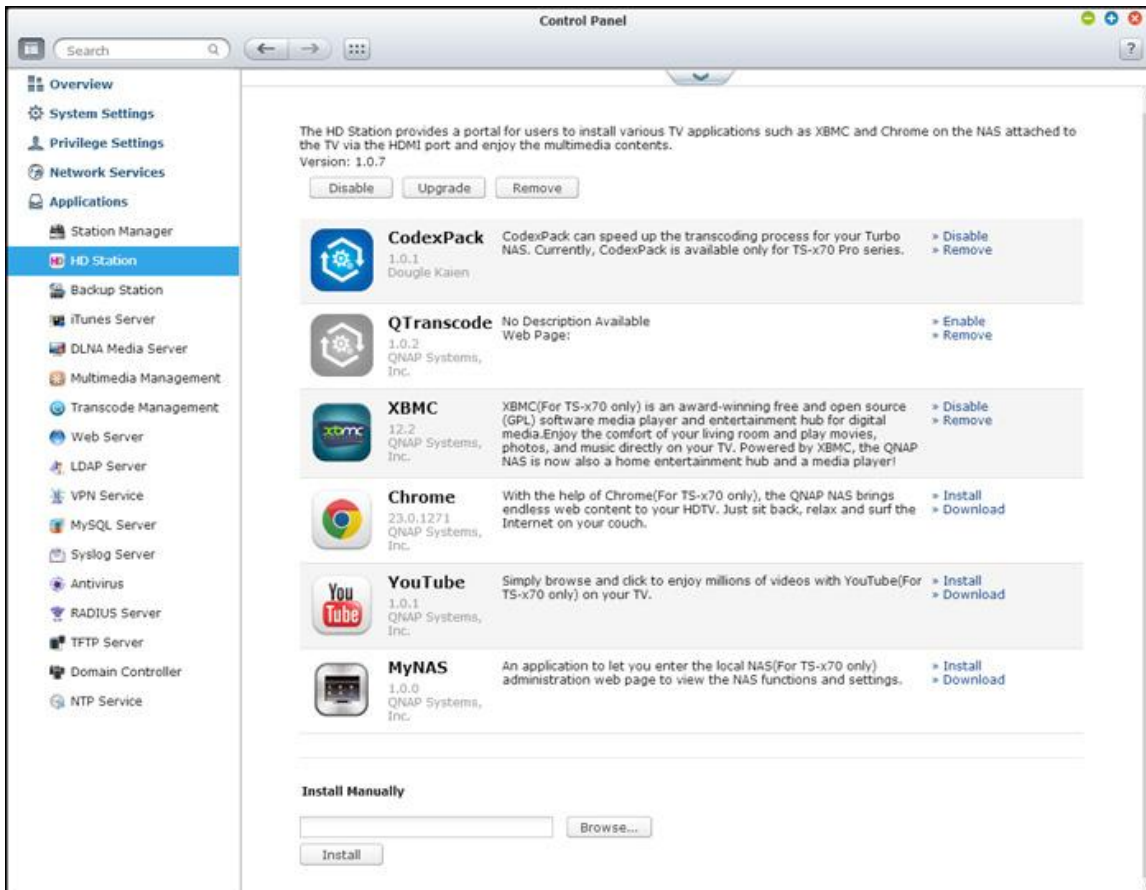 Control Panel
Search
?
Overview
System Settings
Privilege Settings
Network Services
Applications
Station Manager
HD HD Station
Backup Station
iTunes Server
DLNA Media Server
Multimedia Management
Transcode Management
Web Server
LDAP Server
VPN Service
MySQL Server
Syslog Server
Antivirus
RADIUS Server
TFTP Server
Domain Controller
NTP Service
The HD Station provides a portal for users to install various TV applications such as XBMC and Chrome on the NAS attached to
the TV via the HDMI port and enjoy the multimedia contents.
Version: 1.0.7
Disable
Upgrade
Remove
CodexPack
1.0.1
Dougle Kaien
CodexPack can speed up the transcoding process for your Turbo
NAS. Currently, CodexPack is available only for TS-x70 Pro series.
» Disable
» Remove
QTranscode
1.0.2
QNAP Systems,
Inc.
No Description Available
Web Page:
» Enable
» Remove
xbmc
XBMC
12.2
QNAP Systems,
Inc.
XBMC(For TS-x70 only) is an award-winning free and open source
(GPL) software media player and entertainment hub for digital
media.Enjoy the comfort of your living room and play movies,
photos, and music directly on your TV. Powered by XBMC, the QNAP
NAS is now also a home entertainment hub and a media player!
» Disable
» Remove
Chrome
23.0.1271
QNAP Systems,
Inc.
With the help of Chrome(For TS-x70 only), the QNAP NAS brings
endless web content to your HDTV. Just sit back, relax and surf the
Internet on your couch.
» Install
» Download
You
Tube
YouTube
1.0.1
QNAP Systems,
Inc.
Simply browse and click to enjoy millions of videos with YouTube(For
TS-x70 only) on your TV.
» Install
» Download
MyNAS
1.0.0
QNAP Systems,
Inc.
An application to let you enter the local NAS(For TS-x70 only)
administration web page to view the NAS functions and settings.
» Install
» Download
Install Manually
Browse...
Install